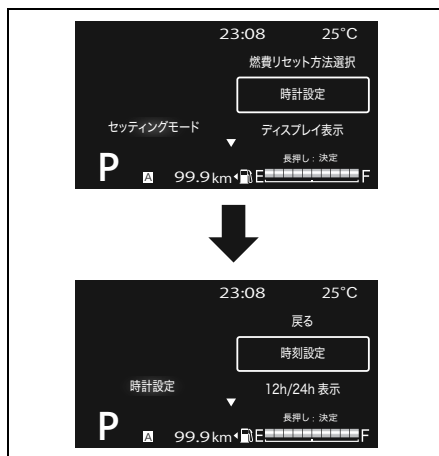 23:08 25°C
燃費リセット方法選択
時計設定
セッティングモード ディスプレイ表示
長押し：決定
P A 99.9km E F
23:08 25°C
戻る
時刻設定
時計設定 12h/24h 表示
長押し：決定
P A 99.9km E F